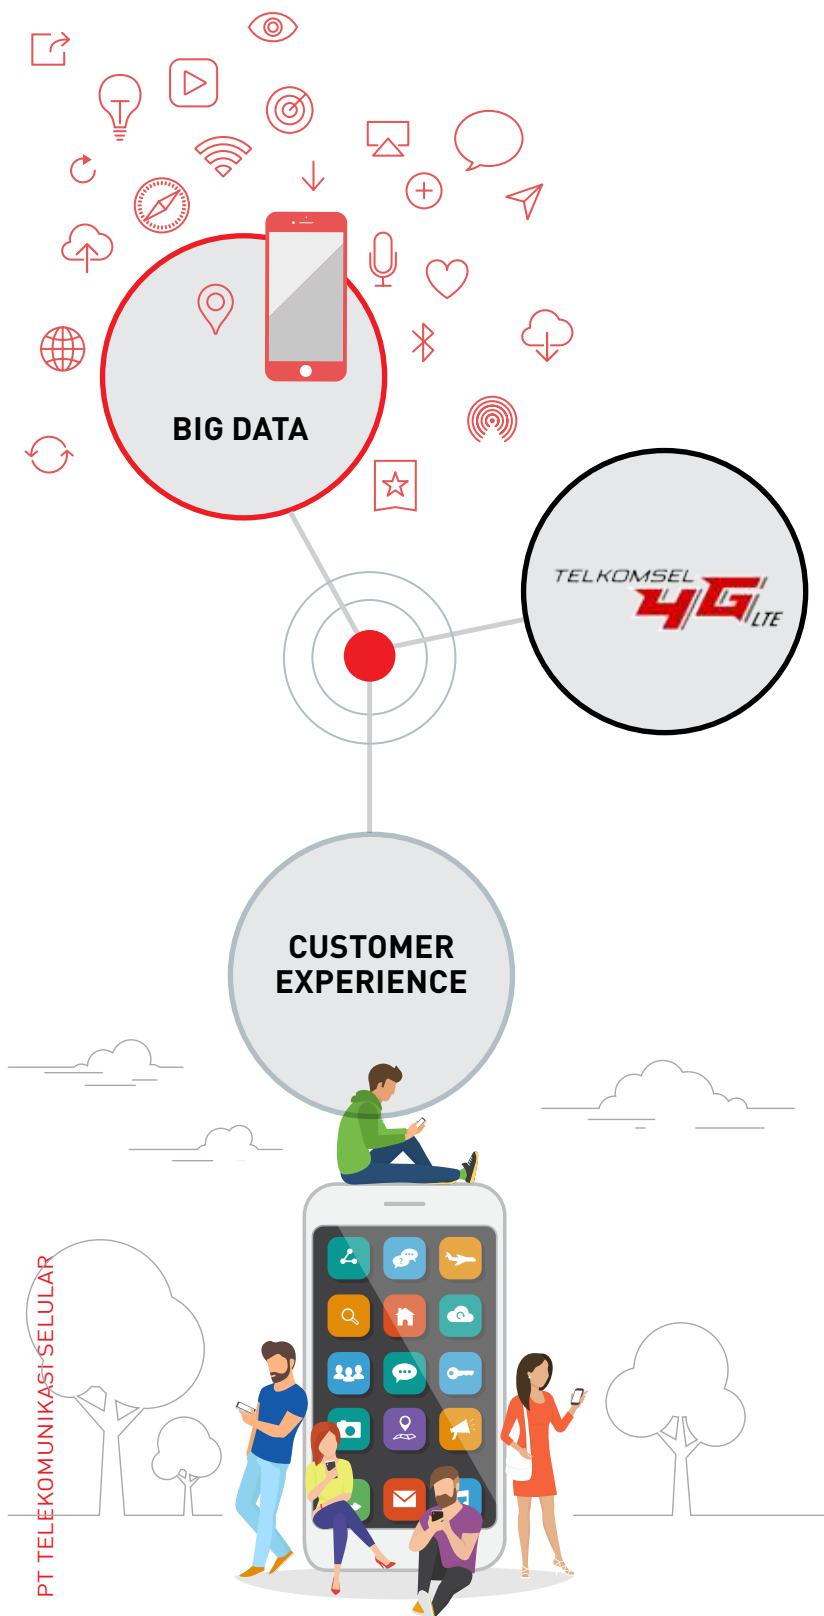 BIG DATA
TELKOMSEL
4G LTE
CUSTOMER
EXPERIENCE
PT TELEKOMUNIKASI SELULAR